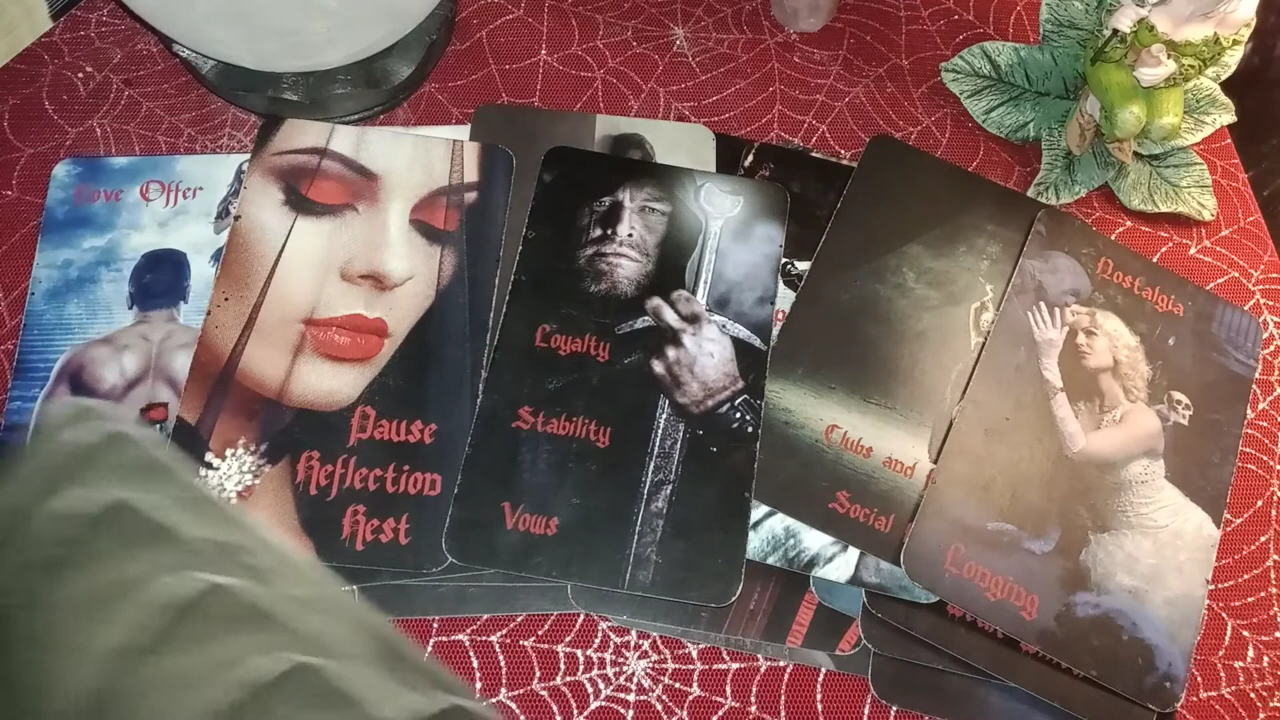 Love Offer
Pause
Reflection
Rest
Loyalty
Stability
Vows
Clubs and
Social
Nostalgia
Longing